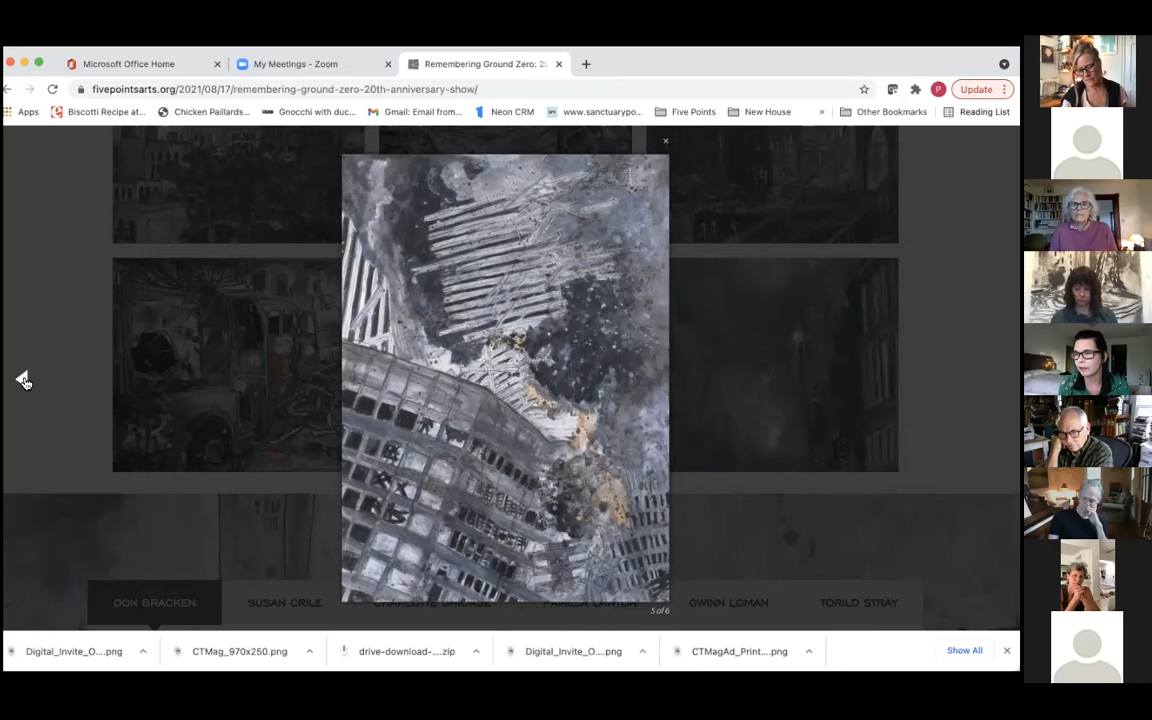 Microsoft Office Home
My Meetings - Zoom
Remembering Ground Zero: 20
fivepointsarts.org/2021/08/17/remembering-ground-zero-20th-anniversary-show/
P
Update
Apps
Biscotti Recipe at...
Chicken Paillards...
Gnocchi with duc...
Gmail: Email from...
Neon CRM
www.sanctuarypo...
Five Points
New House
»
Other Bookmarks
Reading List
5 of 6
DON BRACKEN
SUSAN CRILE
PAMELA LAWTON
GWINN LOMAN
TORILD STRAY
Digital_Invite_O....png
CTMag_970x250.png
drive-download-....zip
Digital_Invite_O....png
CTMagAd_Print....png
Show All